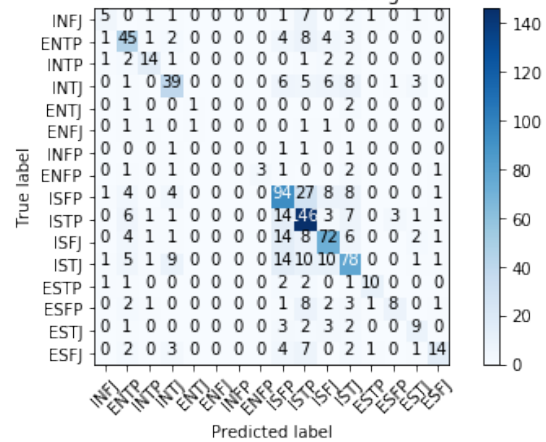 INFJ 5 0 1 1 0 0 0 0 1 7 0 2 1 0 1 0
ENTP 1 45 1 2 0 0 0 0 4 8 4 3 0 0 0 0
INTP 1 2 14 1 0 0 0 0 0 1 2 2 0 0 0 0
INTJ 0 1 0 39 0 0 0 0 6 5 6 8 0 1 3 0
ENTJ 0 1 0 0 1 0 0 0 0 0 0 2 0 0 0 0
ENFJ 0 1 1 0 1 0 0 0 0 1 1 0 0 0 0 0
INFP 0 0 1 0 0 0 0 0 1 1 0 0 0 0 0 0
ENFP 0 1 0 1 0 0 0 3 1 0 0 2 0 0 0 1
ISFP 1 4 0 4 0 0 0 0 94 27 8 8 0 0 0 1
ISTP 0 6 1 1 0 0 0 0 14 146 3 7 0 3 1 1
ISFJ 0 4 1 1 0 0 0 0 14 8 72 6 0 0 2 1
ISTJ 1 5 1 9 0 0 0 0 14 10 10 78 0 0 1 1
ESTP 1 1 0 0 0 0 0 0 2 2 0 1 10 0 0 0
ESFP 0 2 1 0 0 0 0 0 1 8 2 3 1 8 0 1
ESTJ 0 1 0 0 0 0 0 0 3 2 3 2 0 0 9 0
ESFJ 0 2 0 3 0 0 0 0 4 7 0 2 1 0 1 14
INFJ ENTP INTP INTJ ENTJ ENFJ INFP ENFP ISFP ISTP ISFJ ISTJ ESTP ESFP ESTJ ESFJ
Predicted label
True label
140
120
100
80
60
40
20
0